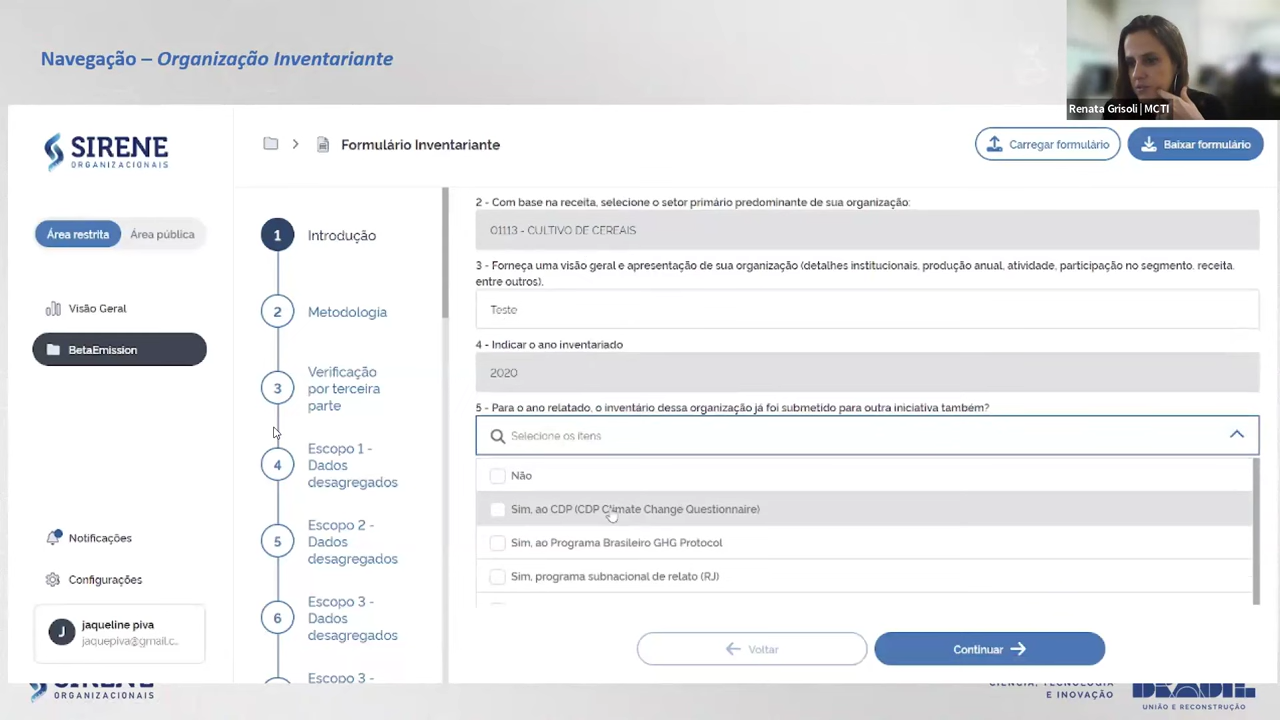 Navegação – Organização Inventariante
Renata Grisoli | MCTI
SIRENE
ORGANIZACIONAIS
Formulário Inventariante
Carregar formulário
Baixar formulário
Área restrita
Área pública
Visão Geral
BetaEmission
Notificações
Configurações
J
jaqueline piva
jaquepiva@gmail.c...
1
Introdução
2
Metodologia
3
Verificação
por terceira
parte
4
Escopo 1 -
Dados
desagregados
5
Escopo 2 -
Dados
desagregados
6
Escopo 3 -
Dados
desagregados
Escopo 3 -
2 - Com base na receita, selecione o setor primário predominante de sua organização:
01113 - CULTIVO DE CEREAIS
3 - Forneça uma visão geral e apresentação de sua organização (detalhes institucionais, produção anual, atividade, participação no segmento, receita,
entre outros).
Teste
4 - Indicar o ano inventariado
2020
5 - Para o ano relatado, o inventário dessa organização já foi submetido para outra iniciativa também?
Selecione os itens
Não
Sim, ao CDP (CDP Climate Change Questionnaire)
Sim, ao Programa Brasileiro GHG Protocol
Sim, programa subnacional de relato (RJ)
Voltar
Continuar
SIRENE
ORGANIZACIONAIS
CIÊNCIA, TECNOLOGIA
E INOVAÇÃO
BRASIL
UNIÃO E RECONSTRUÇÃO